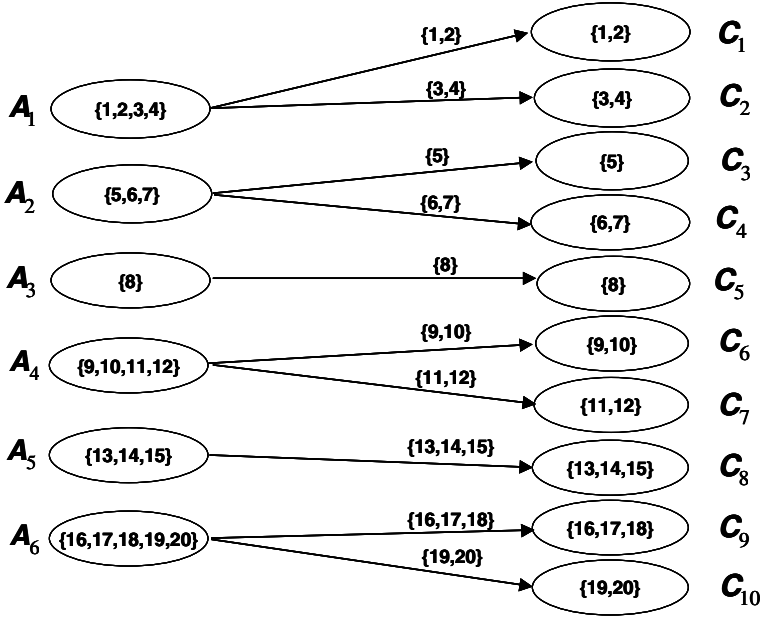 {1,2}
{1,2}
C1
A1
{1,2,3,4}
{3,4}
{3,4}
C2
{5}
{5}
C3
A2
{5,6,7}
{6,7}
{6,7}
C4
A3
{8}
{8}
{8}
C5
{9,10}
{9,10}
C6
A4
{9,10,11,12}
{11,12}
{11,12}
C7
A5
{13,14,15}
{13,14,15}
{13,14,15}
C8
{16,17,18}
{16,17,18}
C9
A6
{16,17,18,19,20}
{19,20}
{19,20}
C10